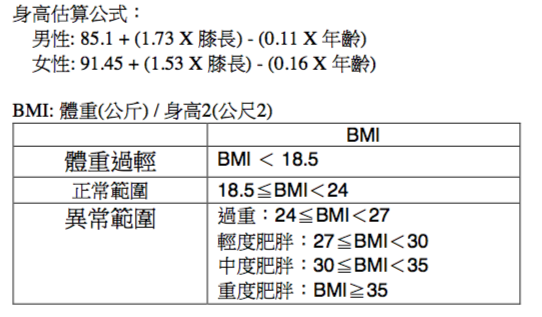 身高估算公式：
男性: 85.1 + (1.73 X 膝長) - (0.11 X 年齡)
女性: 91.45 + (1.53 X 膝長) - (0.16 X 年齡)
BMI: 體重(公斤) / 身高2(公尺2)
BMI
體重過輕 BMI < 18.5
正常範圍 18.5≦BMI<24
異常範圍 過重：24≦BMI<27
輕度肥胖：27≦BMI<30
中度肥胖：30≦BMI<35
重度肥胖：BMI≧35